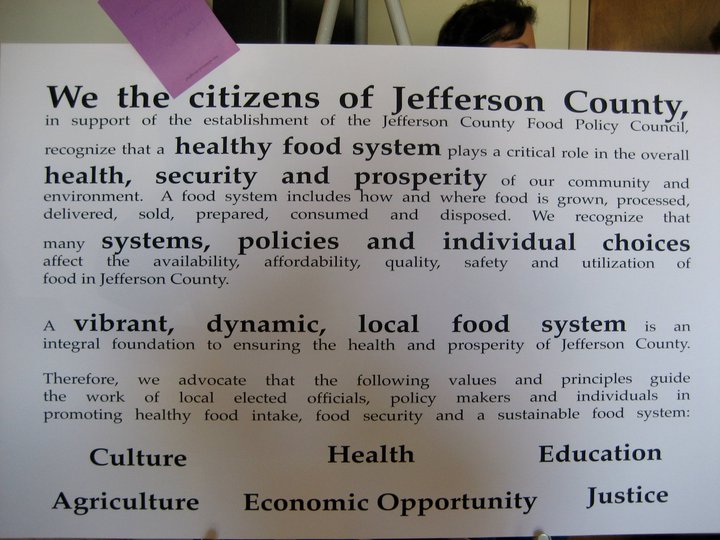 We the citizens of Jefferson County,
in support of the establishment of the Jefferson County Food Policy Council,
recognize that a healthy food system plays a critical role in the overall
health, security and prosperity of our community and
environment. A food system includes how and where food is grown, processed,
delivered, sold, prepared, consumed and disposed. We recognize that
many systems, policies and individual choices
affect the availability, affordability, quality, safety and utilization of
food in Jefferson County.
A vibrant, dynamic, local food system is an
integral foundation to ensuring the health and prosperity of Jefferson County.
Therefore, we advocate that the following values and principles guide
the work of local elected officials, policy makers and individuals in
promoting healthy food intake, food security and a sustainable food system:
Culture Health Education
Agriculture Economic Opportunity Justice